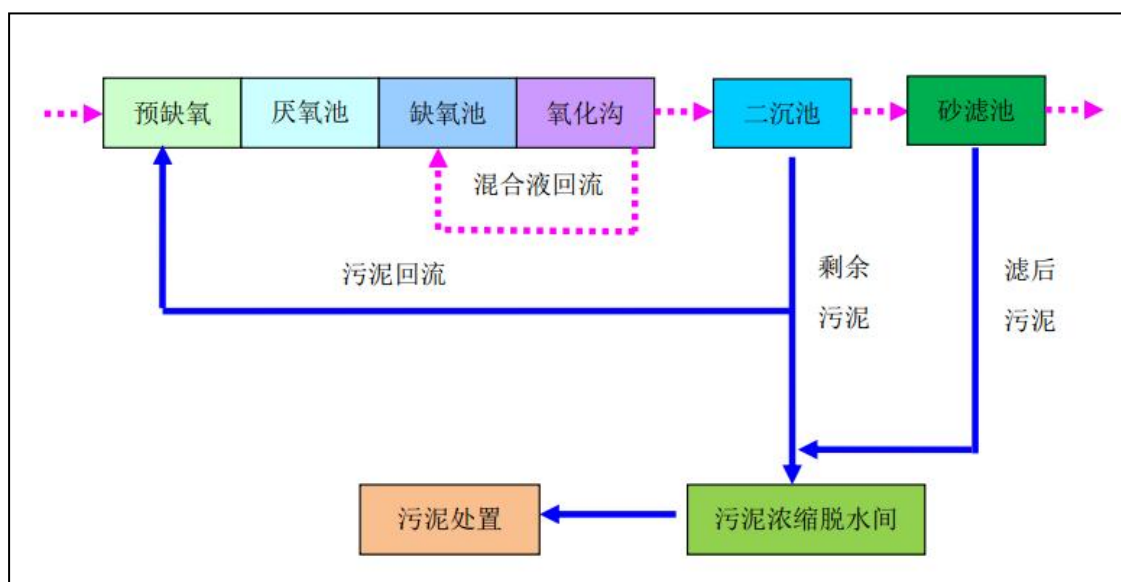 预缺氧
厌氧池
缺氧池
氧化沟
二沉池
砂滤池
混合液回流
污泥回流
剩余
污泥
滤后
污泥
污泥处置
污泥浓缩脱水间